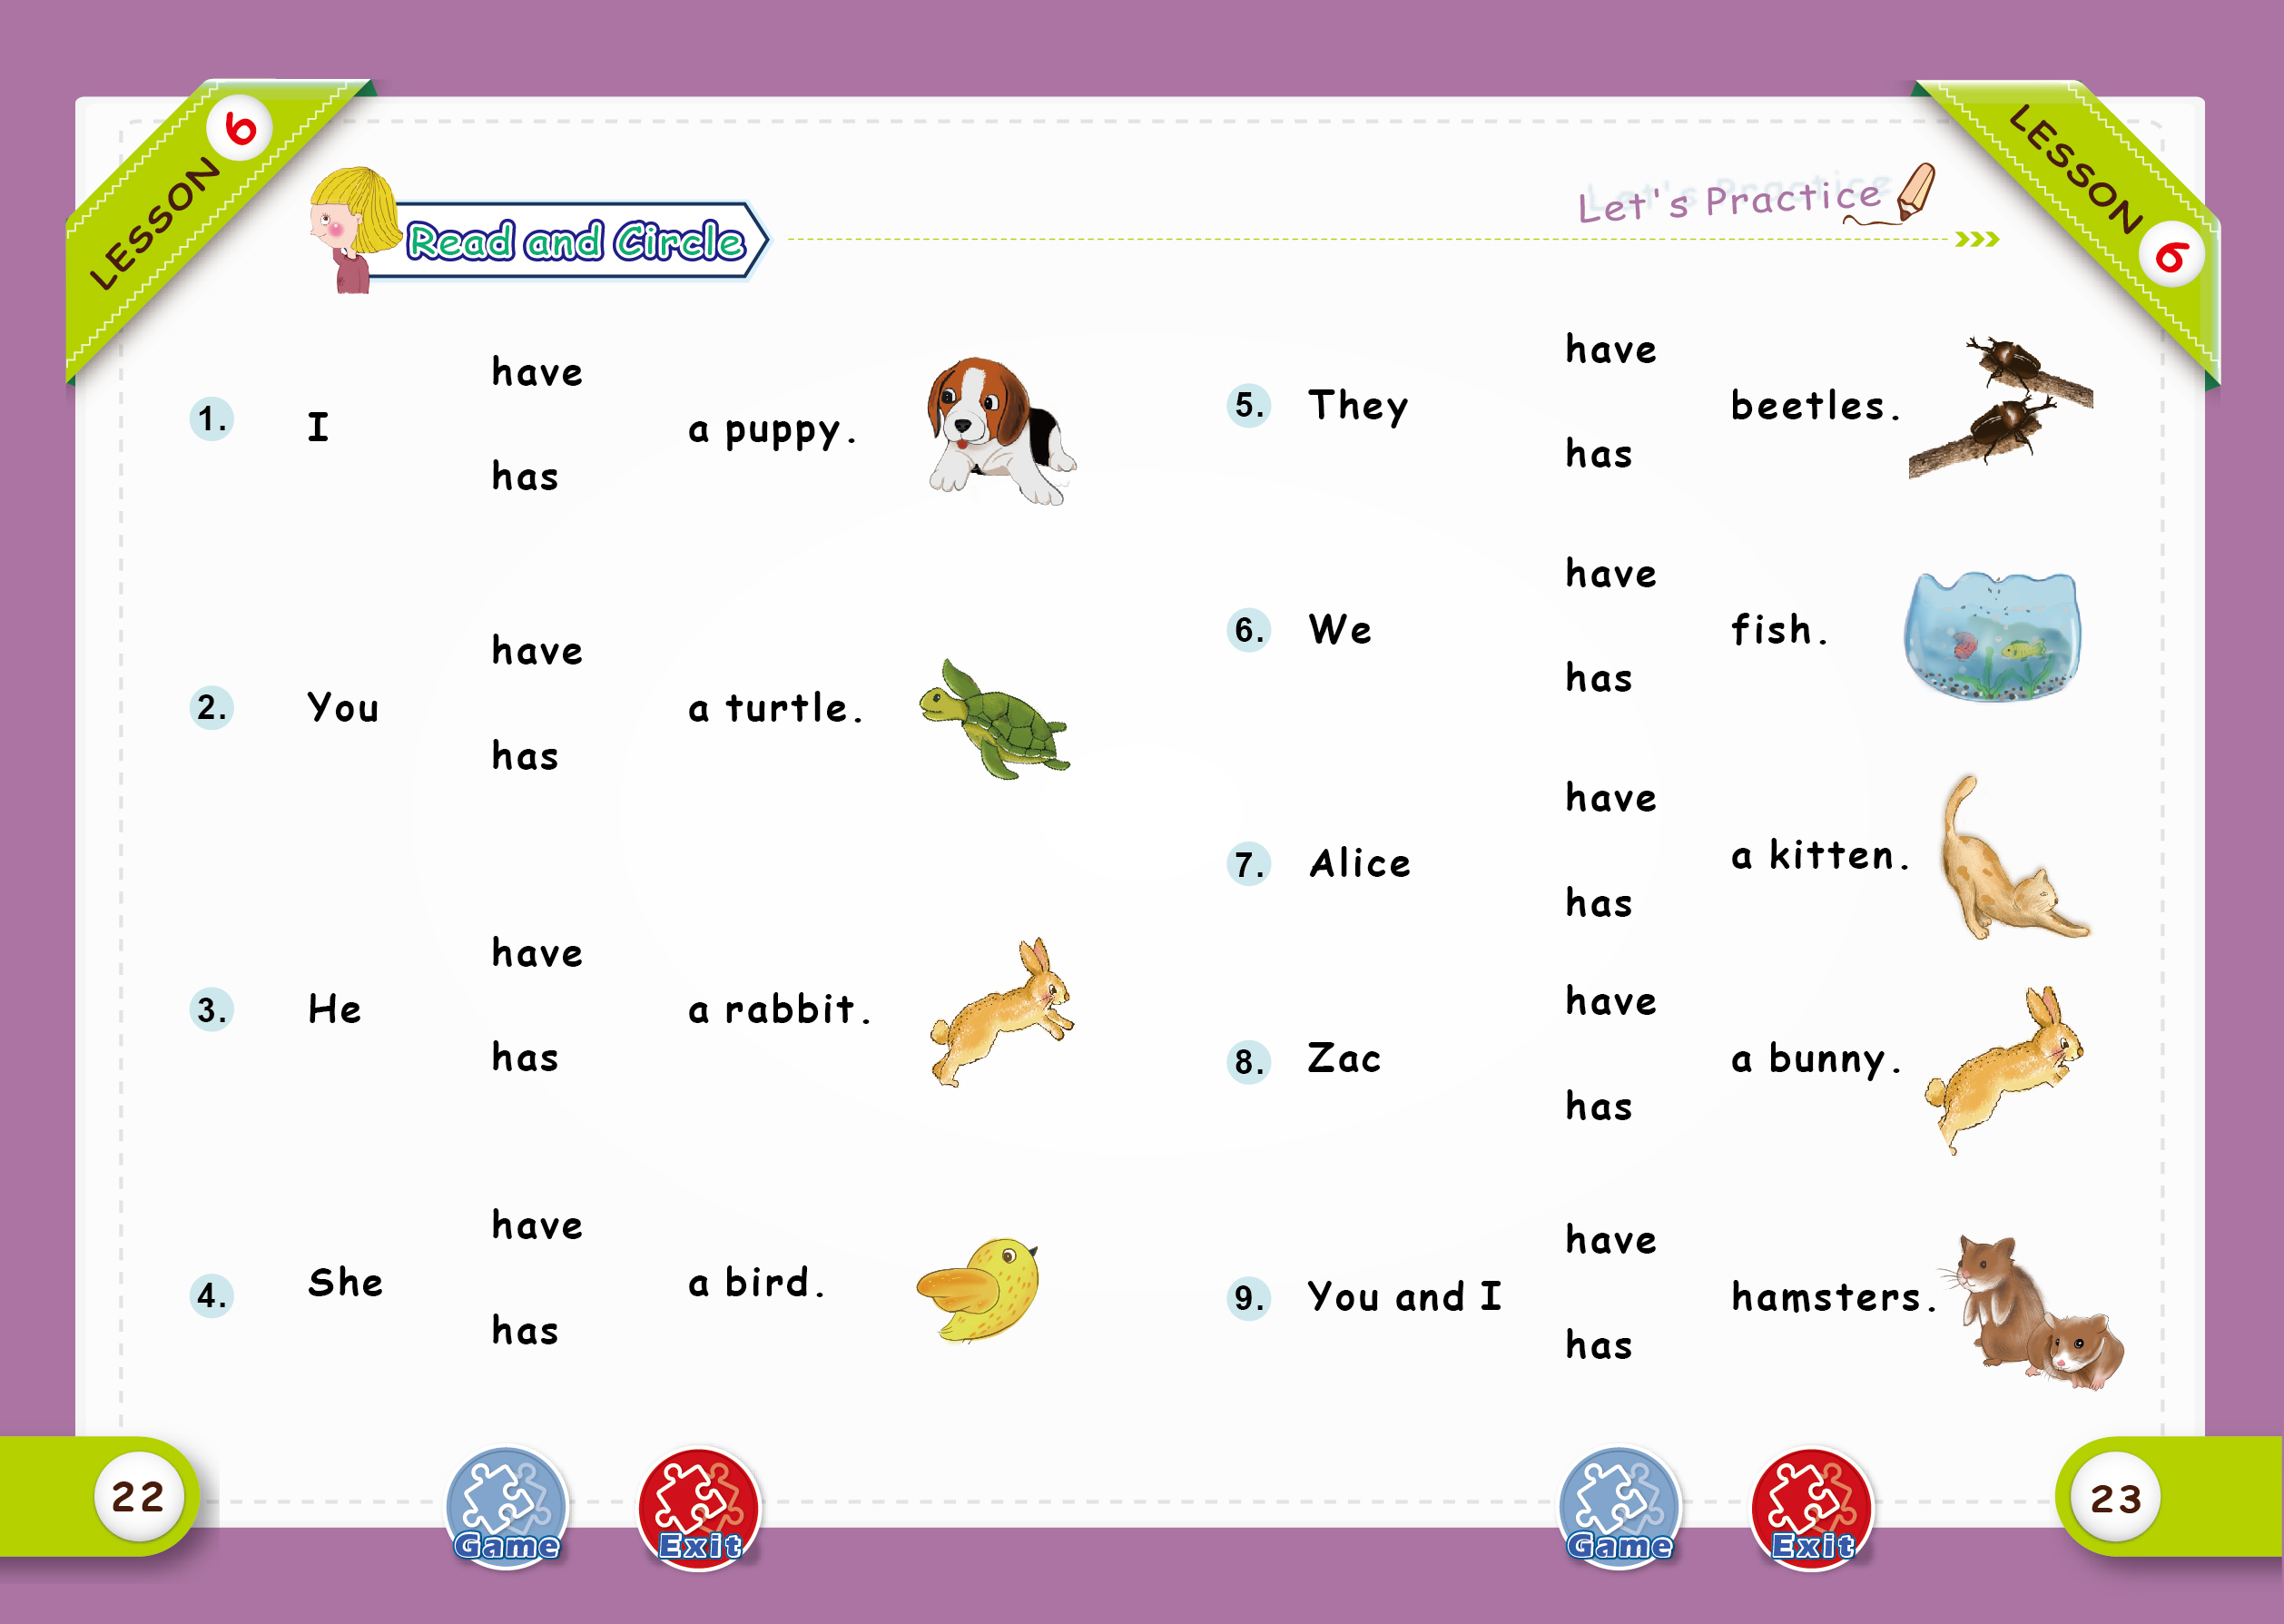 LESSON 6
Read and Circle
1. I have a puppy.
has
2. You have a turtle.
has
3. He have a rabbit.
has
4. She have a bird.
has
22
Game
Exit
LESSON 6
Let's Practice
5. They have beetles.
has
6. We have fish.
has
7. Alice have a kitten.
has
8. Zac have a bunny.
has
9. You and I have hamsters.
has
Game
Exit
23